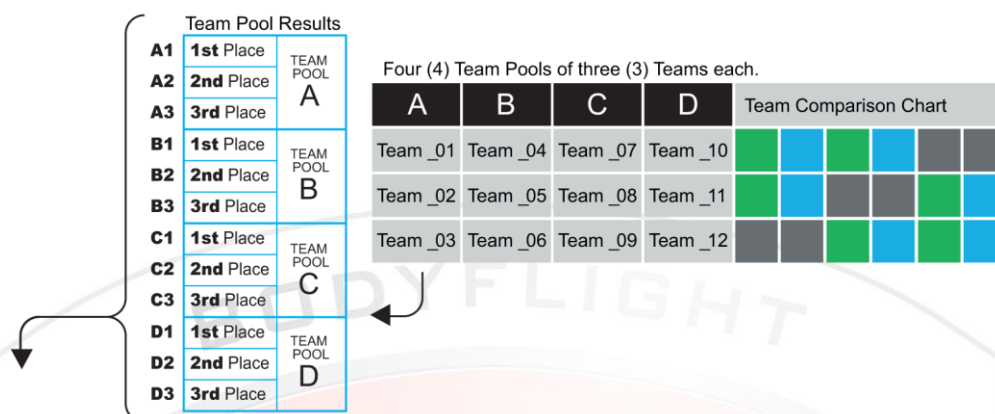 Team Pool Results
A1 1st Place
A2 2nd Place
A3 3rd Place
TEAM
POOL
A
B1 1st Place
B2 2nd Place
B3 3rd Place
TEAM
POOL
B
C1 1st Place
C2 2nd Place
C3 3rd Place
TEAM
POOL
C
D1 1st Place
D2 2nd Place
D3 3rd Place
TEAM
POOL
D
Four (4) Team Pools of three (3) Teams each.
A B C D Team Comparison Chart
Team _01 Team _04 Team _07 Team _10
Team _02 Team _05 Team _08 Team _11
Team _03 Team _06 Team _09 Team _12
BODYFLIGHT